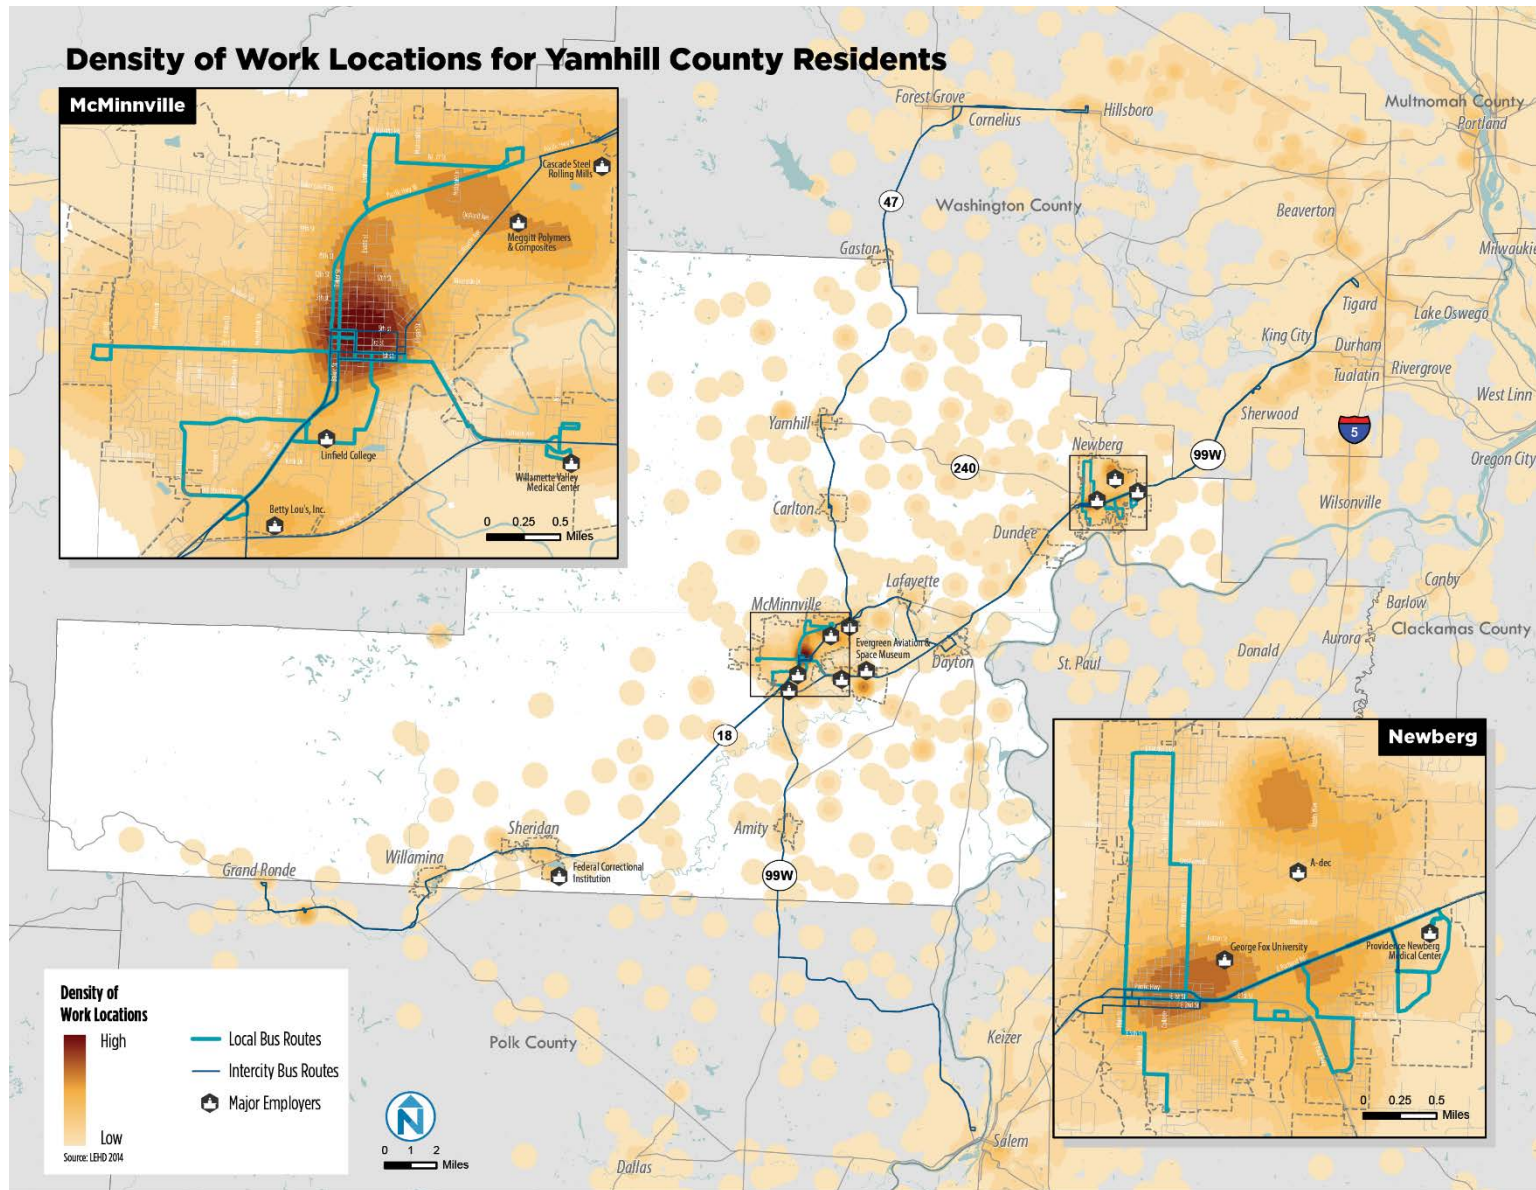 Density of Work Locations for Yamhill County Residents
McMinnville
Cascade Steel
Rolling Mills
Meggitt Polymers
& Composites
Linfield College
Willamette Valley
Medical Center
Betty Lou's, Inc.
0 0.25 0.5
Miles
Forest Grove
Cornelius
Hillsboro
Multnomah County
Portland
47
Washington County
Beaverton
Gaston
Milwaukie
Tigard
Lake Oswego
King City
Durham
Tualatin
Rivergrove
West Linn
Sherwood
5
Oregon City
Yamhill
Newberg
240
99W
Wilsonville
Carlton
Dundee
Lafayette
Canby
McMinnville
Barlow
Clackamas County
Evergreen Aviation &
Space Museum
Dayton
St. Paul
Donald
Aurora
18
Amity
Sheridan
Willamina
Grand Ronde
Federal Correctional
Institution
99W
Newberg
A-dec
George Fox University
Providence Newberg
Medical Center
0 0.25 0.5
Miles
Polk County
Keizer
Salem
Dallas
Density of
Work Locations
High
Low
Source: LEHD 2014
Local Bus Routes
Intercity Bus Routes
Major Employers
N
0 1 2
Miles